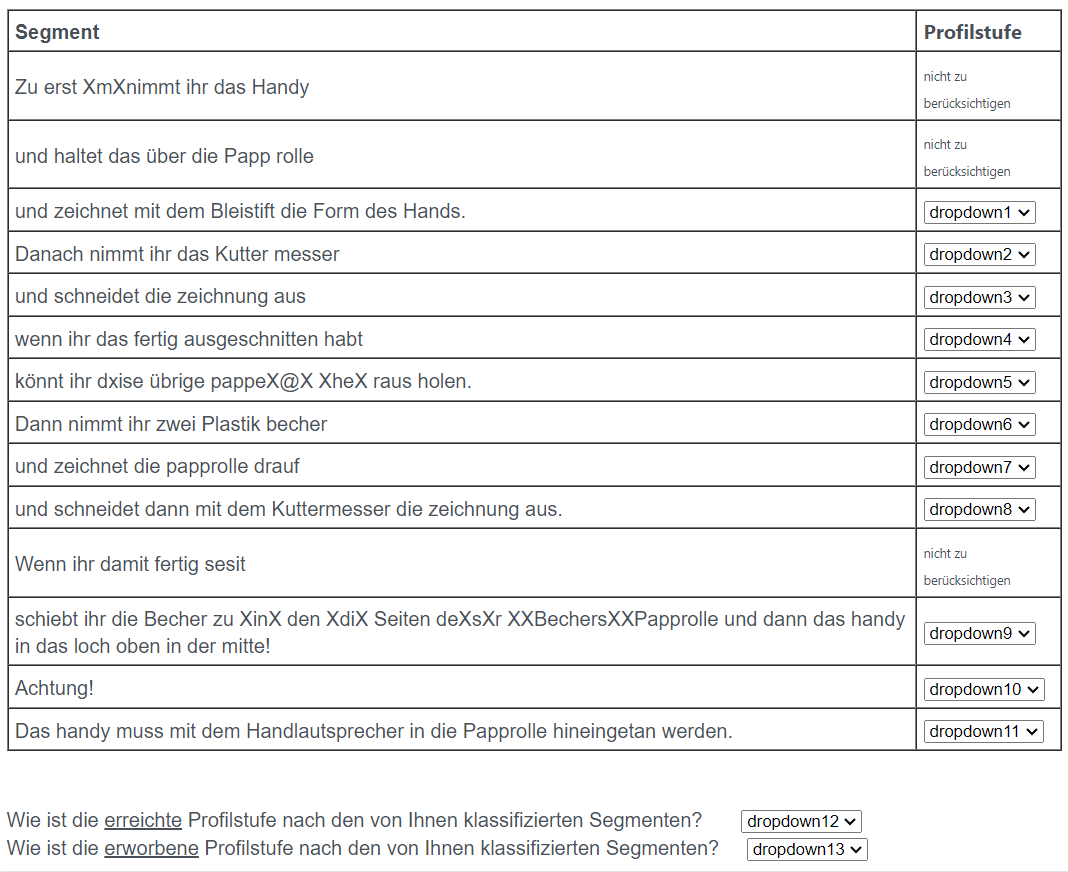 Segment Profilstufe
Zu erst XmXnimmt ihr das Handy nicht zu
berücksichtigen
und haltet das über die Papp rolle nicht zu
berücksichtigen
und zeichnet mit dem Bleistift die Form des Hands. dropdown1
Danach nimmt ihr das Kutter messer dropdown2
und schneidet die zeichnung aus dropdown3
wenn ihr das fertig ausgeschnitten habt dropdown4
könnt ihr dxise übrige pappeX@X XheX raus holen. dropdown5
Dann nimmt ihr zwei Plastik becher dropdown6
und zeichnet die papprolle drauf dropdown7
und schneidet dann mit dem Kuttermesser die zeichnung aus. dropdown8
Wenn ihr damit fertig sesit nicht zu
berücksichtigen
schiebt ihr die Becher zu XinX den XdiX Seiten deXsXr XXBechersXXPapprolle und dann das handy
in das loch oben in der mitte! dropdown9
Achtung! dropdown10
Das handy muss mit dem Handlautsprecher in die Papprolle hineingetan werden. dropdown11
Wie ist die erreichte Profilstufe nach den von Ihnen klassifizierten Segmenten? dropdown12
Wie ist die erworbene Profilstufe nach den von Ihnen klassifizierten Segmenten? dropdown13